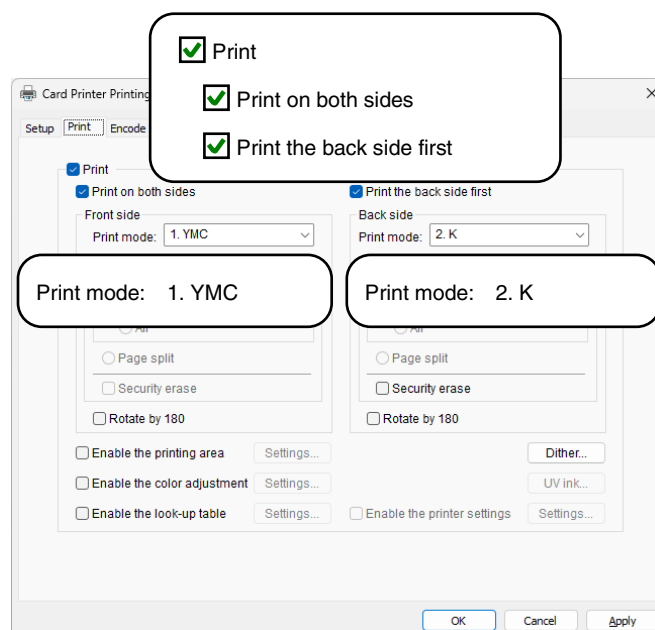 Print
Print on both sides
Print the back side first
Card Printer Printing
Setup Print Encode
Print
Print on both sides Print the back side first
Front side Back side
Print mode: 1. YMC Print mode: 2. K
Print mode: 1. YMC Print mode: 2. K
All All
Page split Page split
Security erase Security erase
Rotate by 180 Rotate by 180
Enable the printing area Settings... Dither...
Enable the color adjustment Settings... UV ink...
Enable the look-up table Settings... Enable the printer settings Settings...
OK Cancel Apply